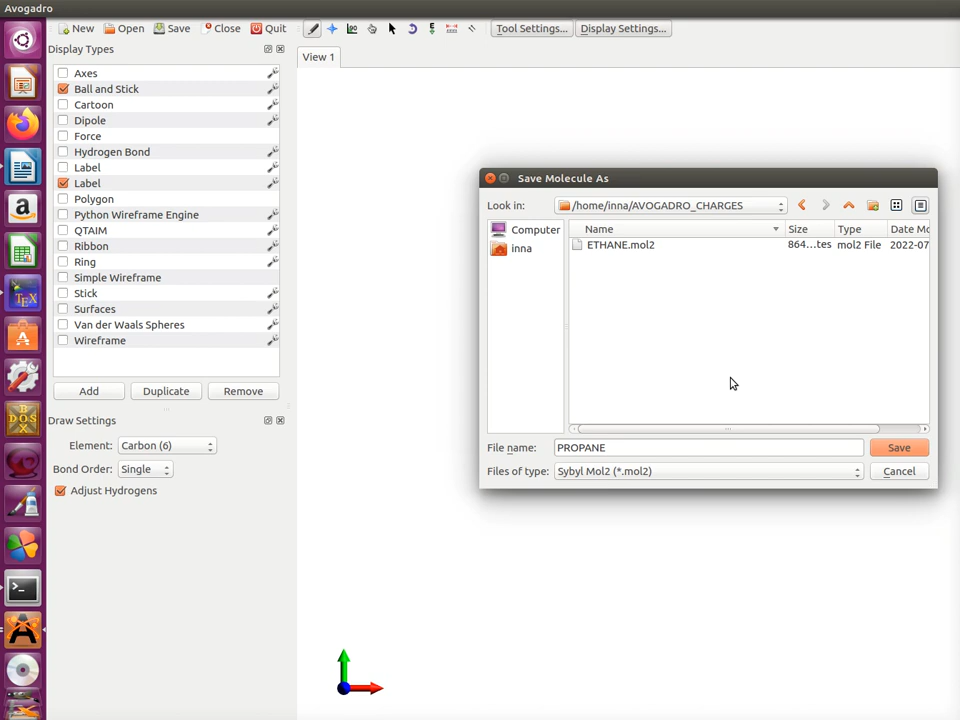 Avogadro
New Open Save Close Quit E Tool Settings... Display Settings...
Display Types
View 1
Axes
Ball and Stick
Cartoon
Dipole
Force
Hydrogen Bond
Label
Label
Polygon
Python Wireframe Engine
QTAIM
Ribbon
Ring
Simple Wireframe
Stick
Surfaces
Van der Waals Spheres
Wireframe
Add Duplicate Remove
Draw Settings
Element: Carbon (6)
Bond Order: Single
Adjust Hydrogens
Save Molecule As
Look in: /home/inna/AVOGADRO_CHARGES
Computer
inna
Name Size Type Date Mo
ETHANE.mol2 864...tes mol2 File 2022-07
File name: PROPANE Save
Files of type: Sybyl Mol2 (*.mol2) Cancel
a
TEX
A
DOS
>_